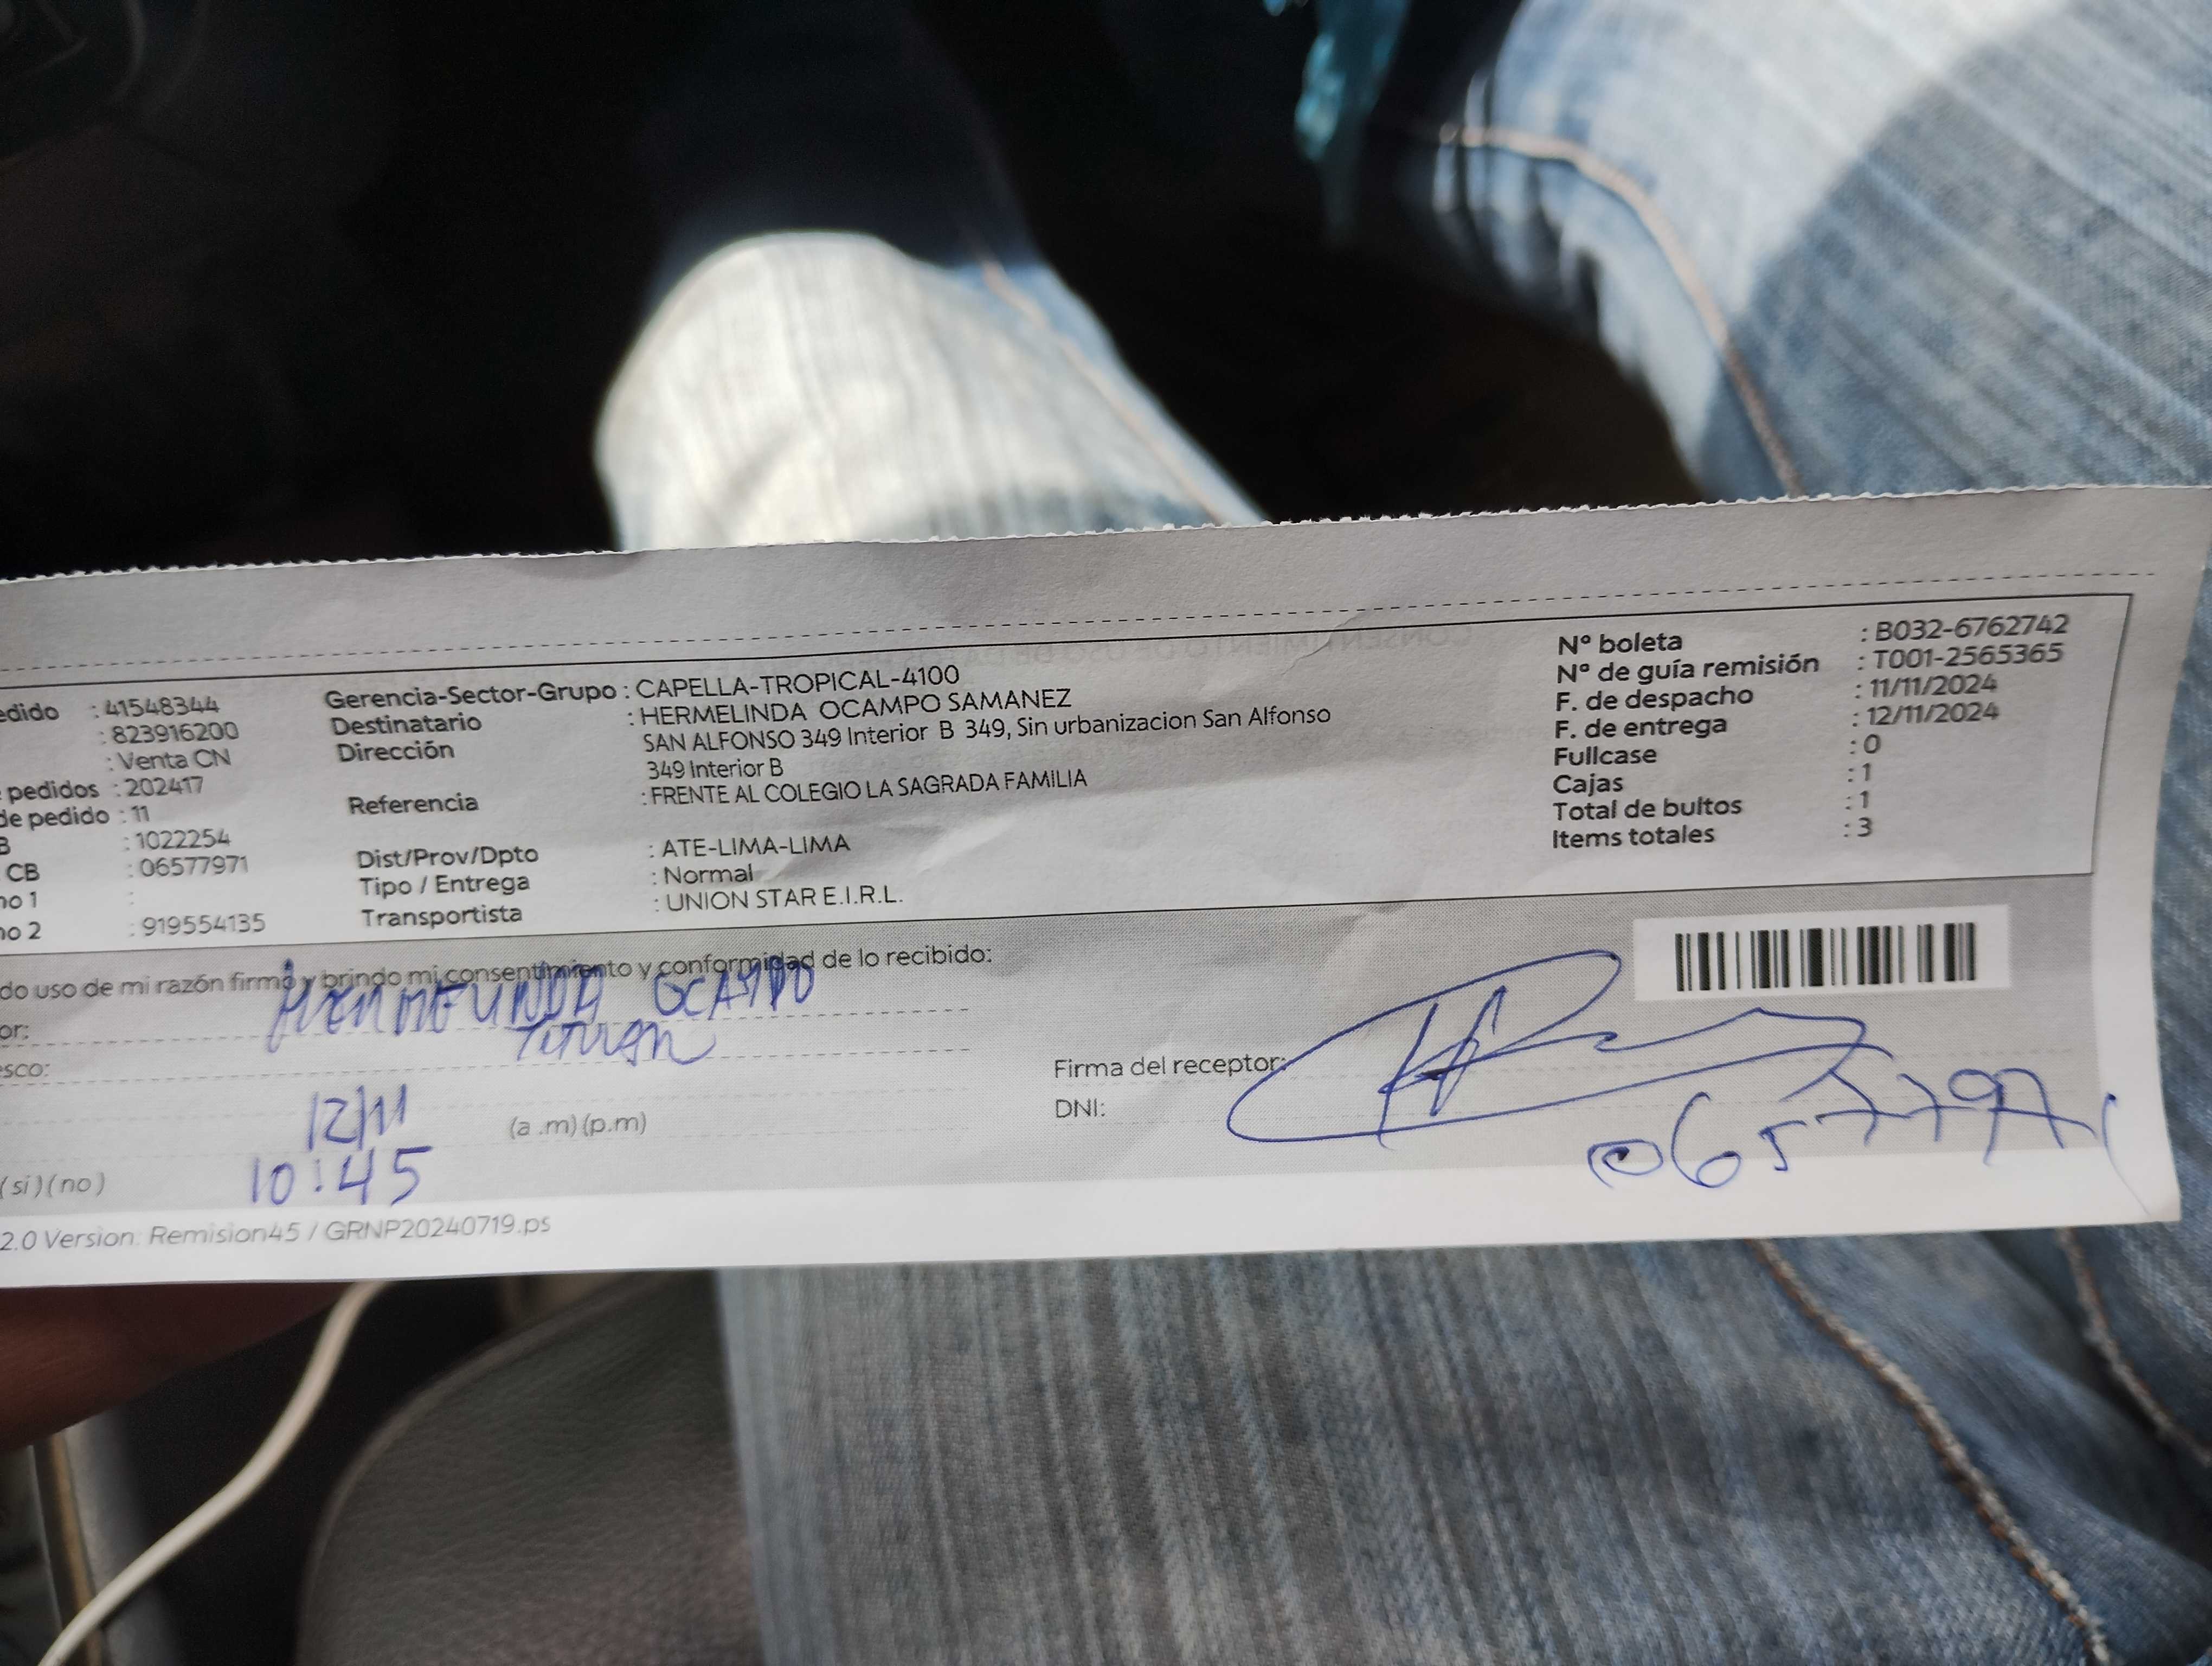 edido : 41548344 Gerencia-Sector-Grupo : CAPELLA-TROPICAL-4100 Nº boleta : B032-6762742
: 823916200 Destinatario : HERMELINDA OCAMPO SAMANEZ Nº de guía remisión : T001-2565365
: Venta CN Dirección SAN ALFONSO 349 Interior B 349, Sin urbanizacion San Alfonso F. de despacho : 11/11/2024
349 Interior B F. de entrega : 12/11/2024
pedidos : 202417 Referencia : FRENTE AL COLEGIO LA SAGRADA FAMILIA Fullcase : 0
de pedido : 11 Cajas : 1
B : 1022254 Dist/Prov/Dpto : ATE-LIMA-LIMA Total de bultos : 1
CB : 06577971 Tipo / Entrega : Normal Items totales : 3
no 1 : Transportista : UNION STAR E.I.R.L.
no 2 : 919554135
do uso de mi razón firmo y brindo mi consentimiento y conformidad de lo recibido:
or: OCAMPO
esco:
Firma del receptor:
12/11 (a.m) (p.m) DNI: 06577971
(si) (no) 10:45
2.0 Version: Remision45 / GRNP20240719.ps